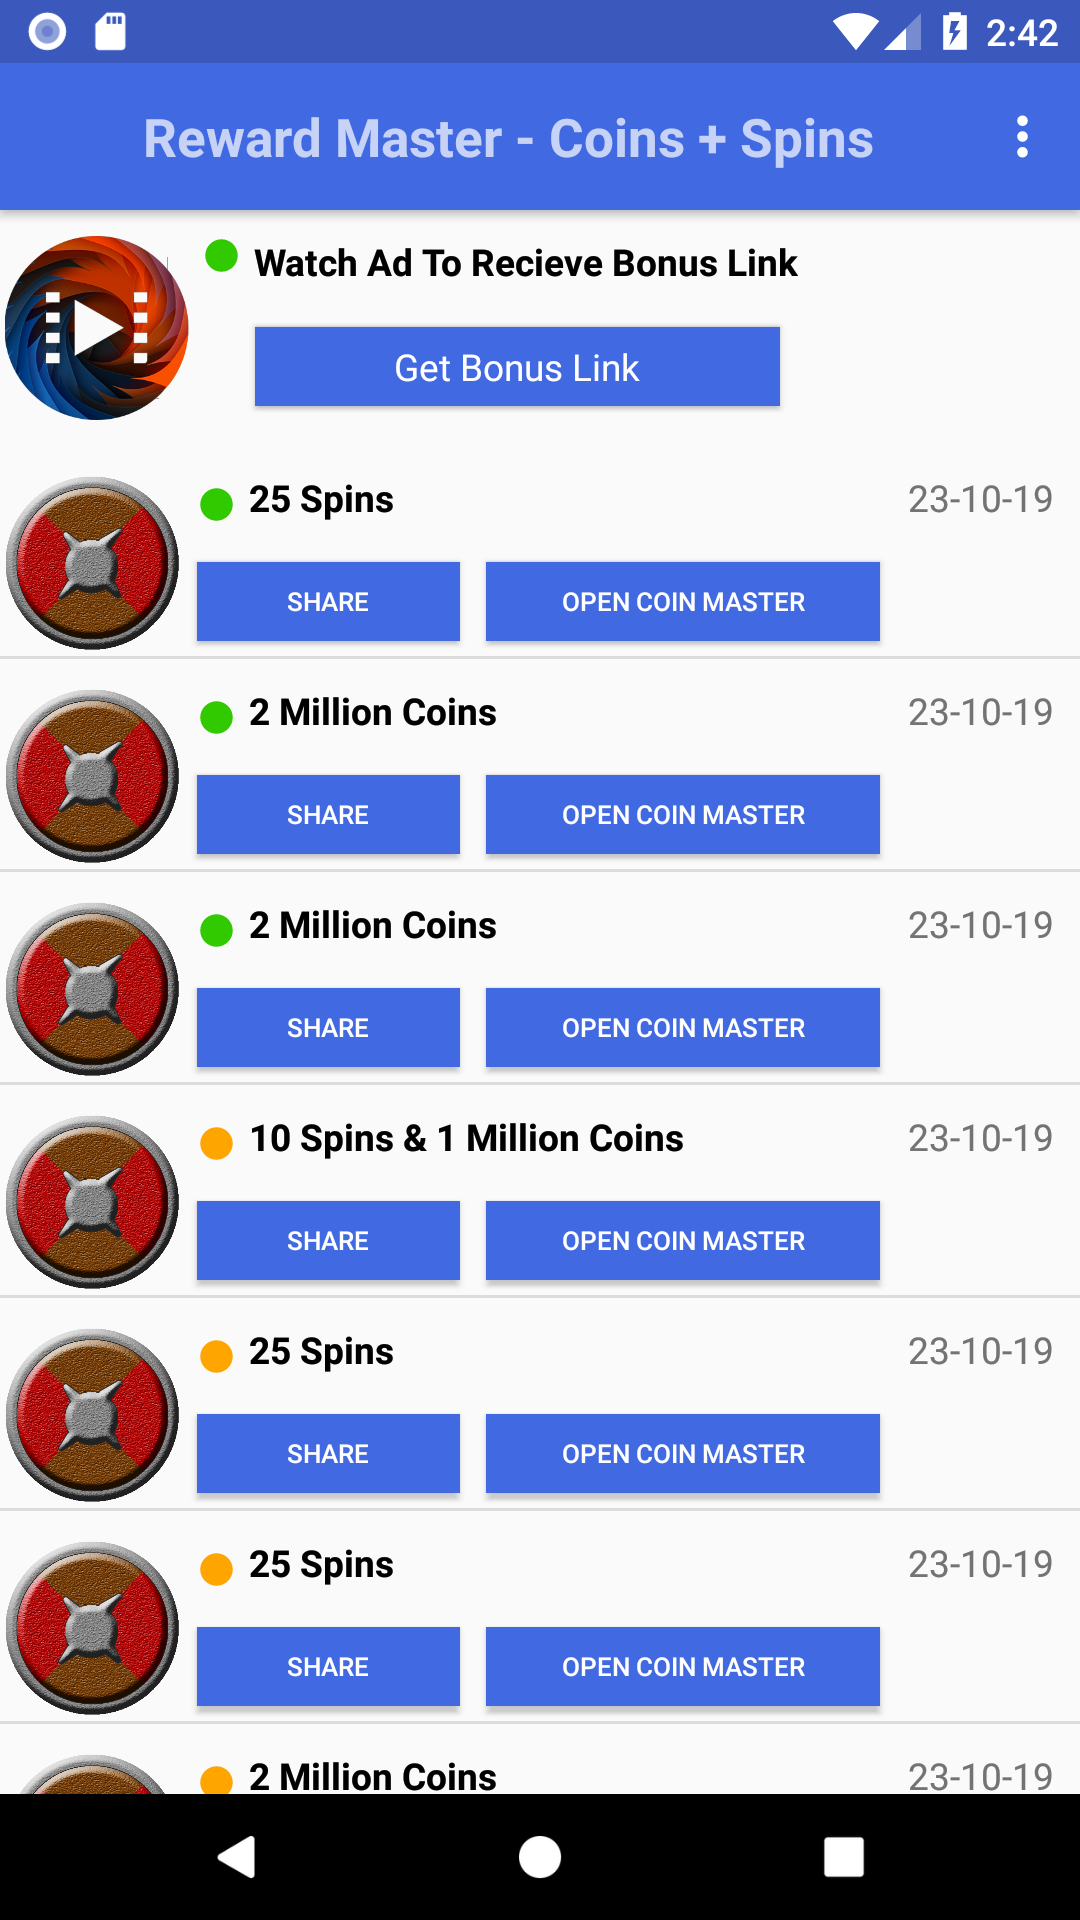 2:42
Reward Master - Coins + Spins
Watch Ad To Recieve Bonus Link
Get Bonus Link
25 Spins 23-10-19
SHARE OPEN COIN MASTER
2 Million Coins 23-10-19
SHARE OPEN COIN MASTER
2 Million Coins 23-10-19
SHARE OPEN COIN MASTER
10 Spins & 1 Million Coins 23-10-19
SHARE OPEN COIN MASTER
25 Spins 23-10-19
SHARE OPEN COIN MASTER
25 Spins 23-10-19
SHARE OPEN COIN MASTER
2 Million Coins 23-10-19